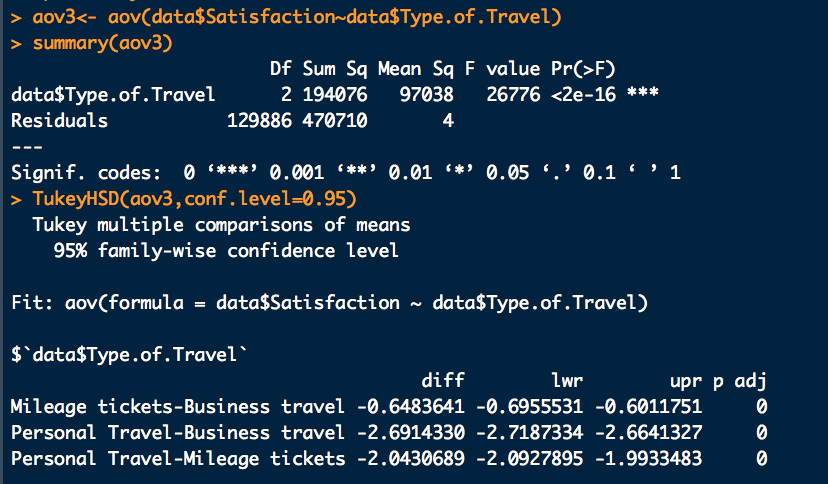 > aov3<- aov(data$Satisfaction~data$Type.of.Travel)
> summary(aov3)
                        Df Sum Sq Mean Sq F value Pr(>F)
data$Type.of.Travel      2 194076   97038   26776 <2e-16 ***
Residuals           129886 470710       4
---
Signif. codes:  0 ‘***’ 0.001 ‘**’ 0.01 ‘*’ 0.05 ‘.’ 0.1 ‘ ’ 1
> TukeyHSD(aov3,conf.level=0.95)
  Tukey multiple comparisons of means
    95% family-wise confidence level

Fit: aov(formula = data$Satisfaction ~ data$Type.of.Travel)

$`data$Type.of.Travel`
                                      diff        lwr        upr p adj
Mileage tickets-Business travel -0.6483641 -0.6955531 -0.6011751     0
Personal Travel-Business travel -2.6914330 -2.7187334 -2.6641327     0
Personal Travel-Mileage tickets -2.0430689 -2.0927895 -1.9933483     0